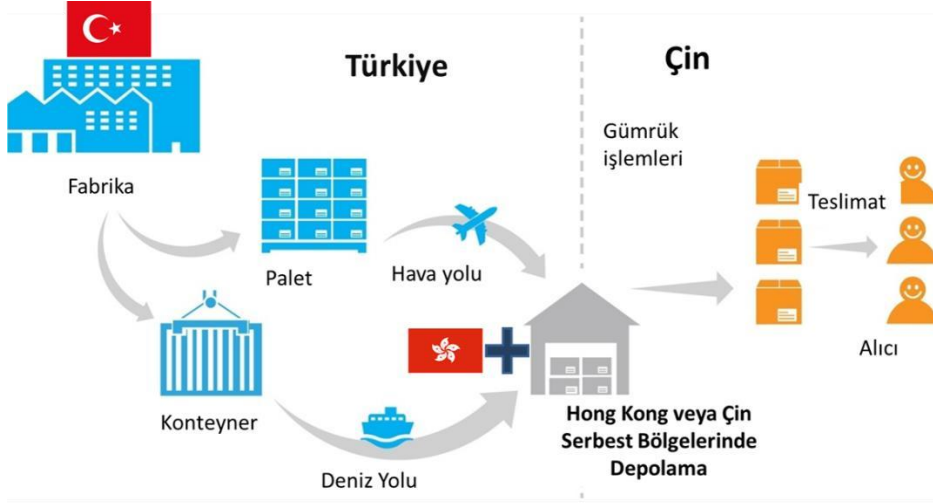 Türkiye
Çin
Gümrük
işlemleri
Fabrika
Teslimat
Palet
Hava yolu
Alıcı
Konteyner
Hong Kong veya Çin
Serbest Bölgelerinde
Depolama
Deniz Yolu